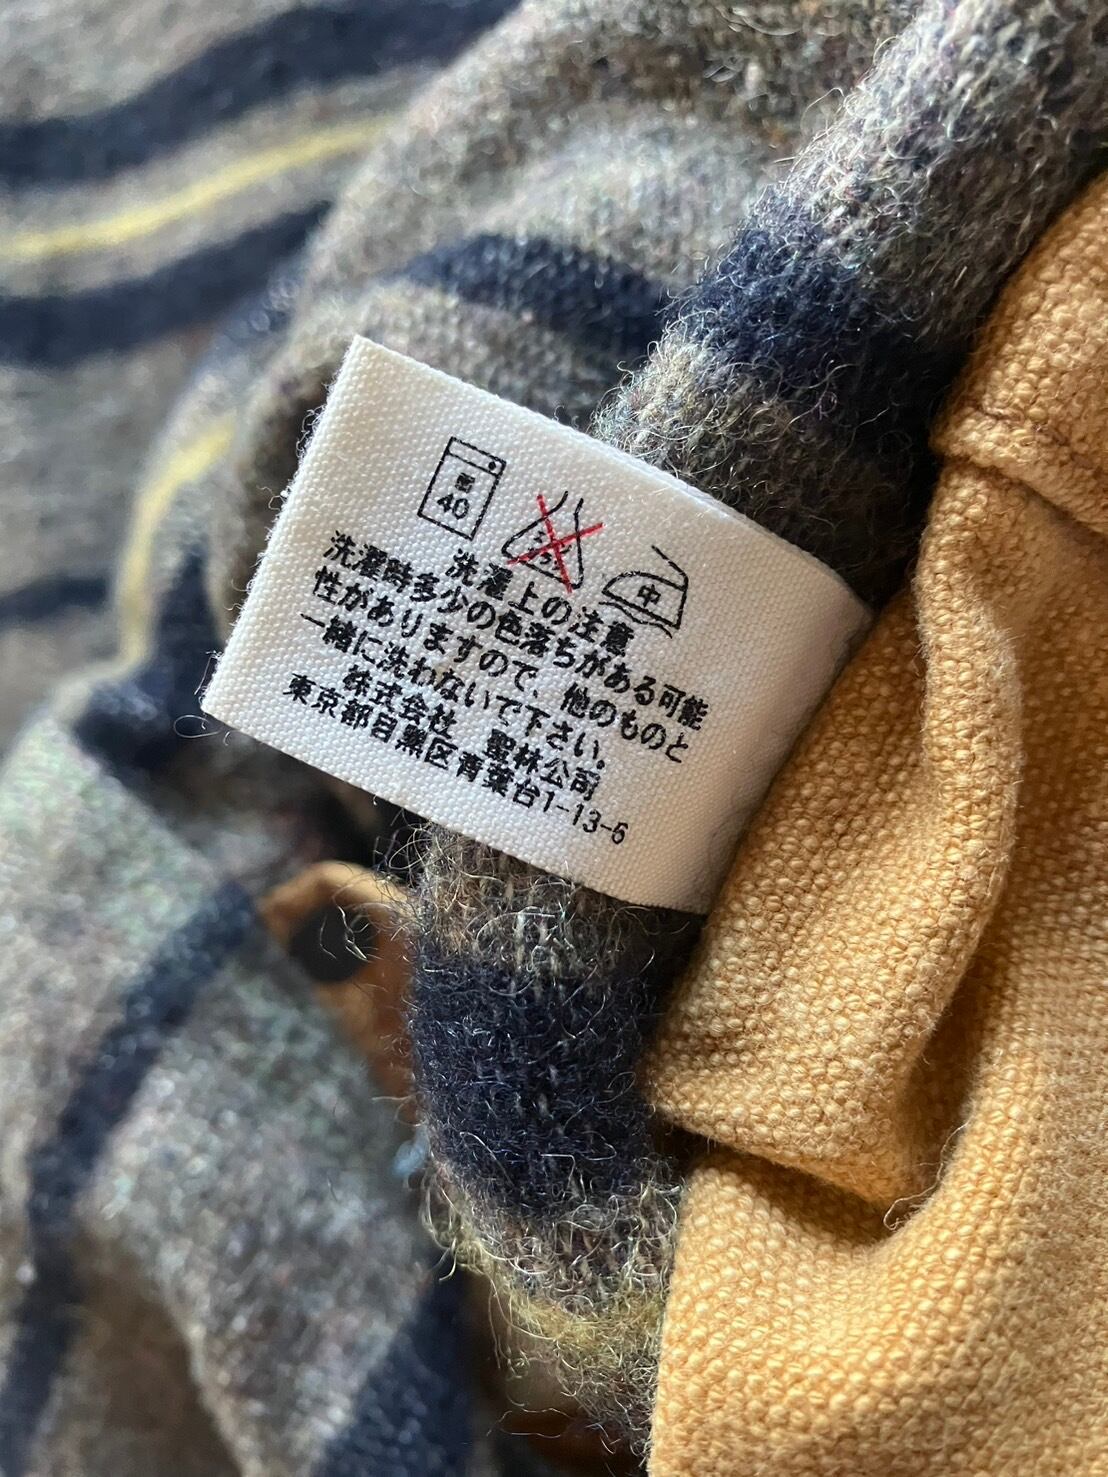 40
中
洗濯上の注意
洗濯時多少の色落ちがある可能
性がありますので、他のものと
一緒に洗わないで下さい。
株式会社 聖林公司
東京都目黒区青葉台1-13-6